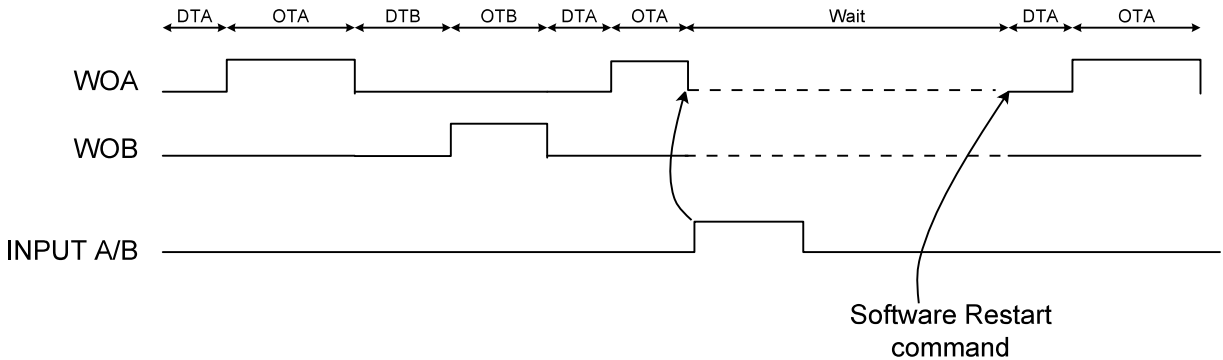 DTA OTA DTB OTB DTA OTA Wait DTA OTA
WOA
WOB
INPUT A/B
Software Restart
command